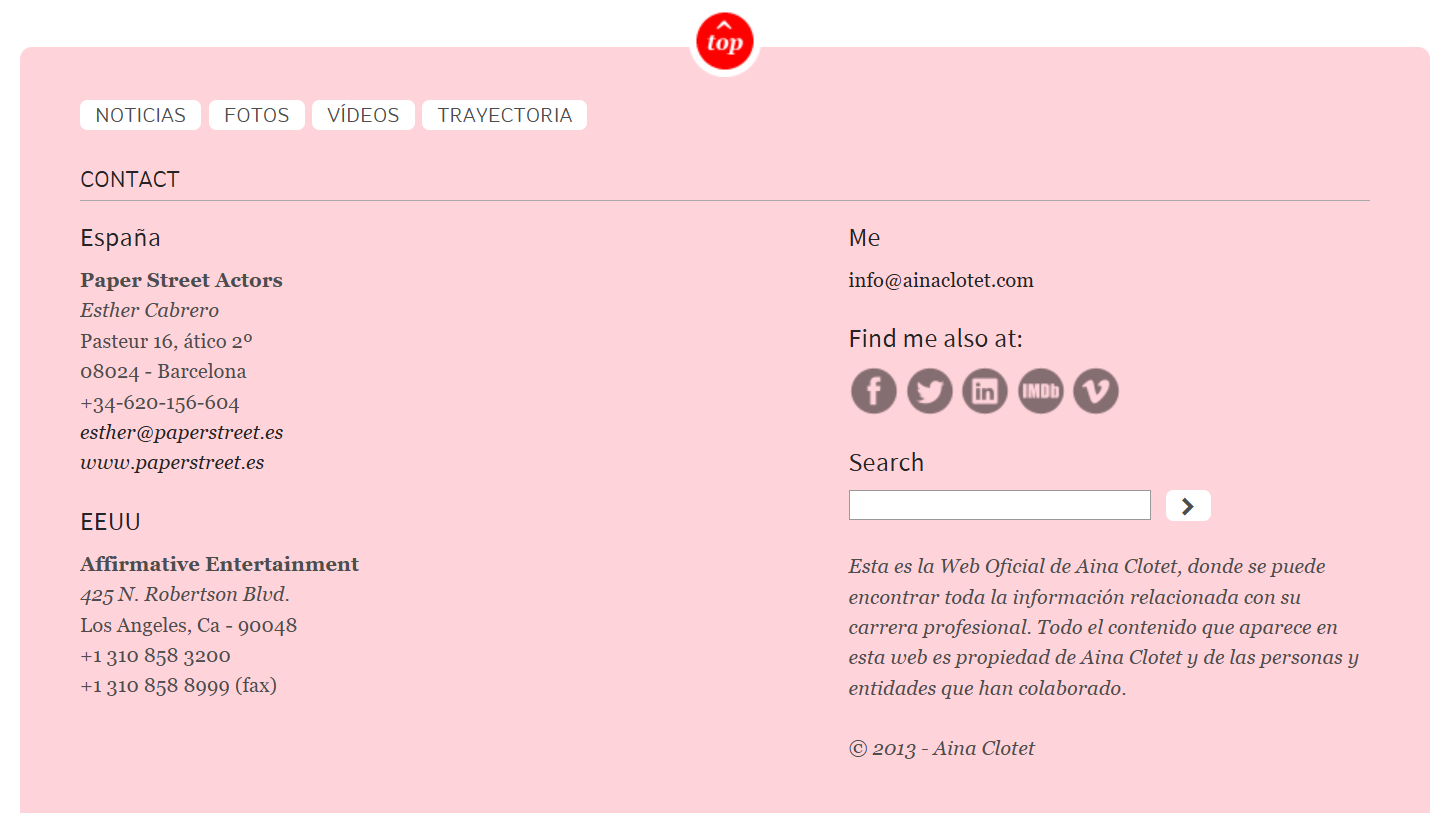 top
NOTICIAS FOTOS VÍDEOS TRAYECTORIA
CONTACT
España
Paper Street Actors
Esther Cabrero
Pasteur 16, ático 2º
08024 - Barcelona
+34-620-156-604
esther@paperstreet.es
www.paperstreet.es
EEUU
Affirmative Entertainment
425 N. Robertson Blvd.
Los Angeles, Ca - 90048
+1 310 858 3200
+1 310 858 8999 (fax)
Me
info@ainaclotet.com
Find me also at:
f in IMDb v
Search
Esta es la Web Oficial de Aina Clotet, donde se puede
encontrar toda la información relacionada con su
carrera profesional. Todo el contenido que aparece en
esta web es propiedad de Aina Clotet y de las personas y
entidades que han colaborado.
© 2013 - Aina Clotet